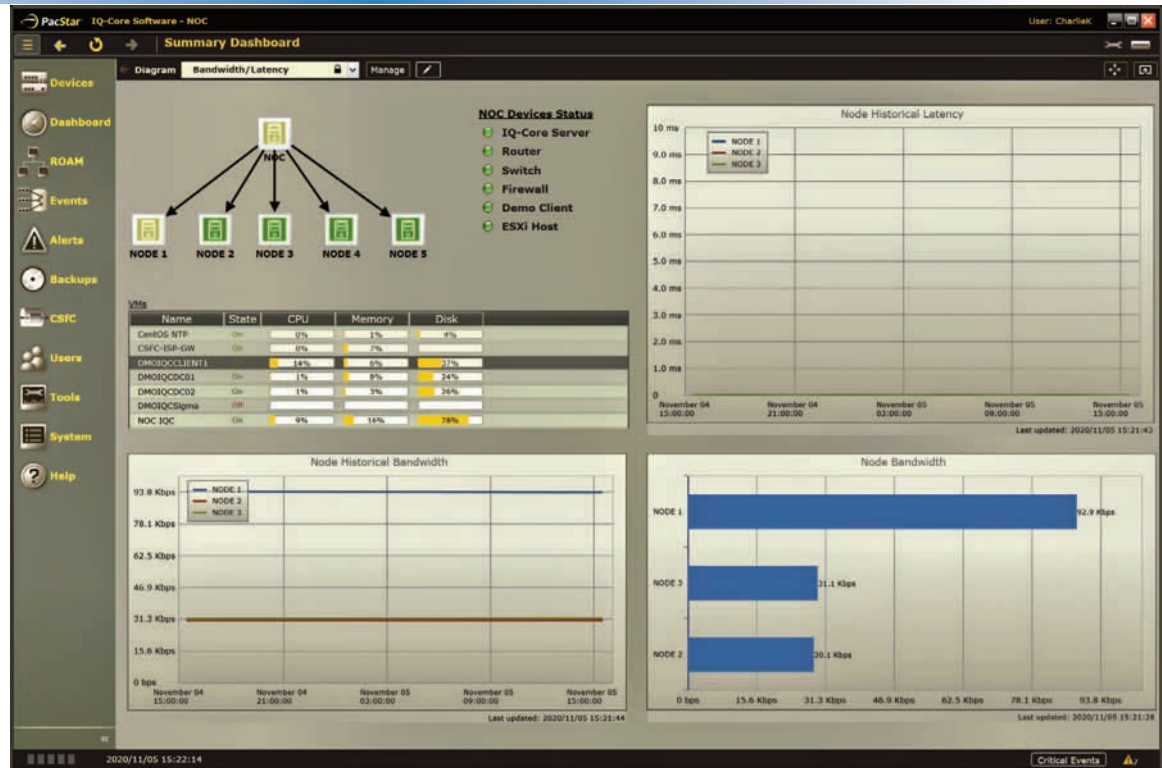 PacStar IQ-Core Software - NOC
User: CharlieK
Summary Dashboard
Diagram Bandwidth/Latency Manage
Devices
Dashboard
ROAM
Events
Alerts
Backups
CSfC
Users
Tools
System
Help
NOC
NODE 1 NODE 2 NODE 3 NODE 4 NODE 5
NOC Devices Status
IQ-Core Server
Router
Switch
Firewall
Demo Client
ESXi Host
VMs
Name State CPU Memory Disk
CentOS NTP On 0% 1% 4%
CSFC-ISP-GW On 0% 7%
DMOIQCCLIENT1 14% 6% 37%
DMOIQCDC01 On 1% 8% 24%
DMOIQCDC02 On 1% 3% 26%
DMOIQCSigma Off
NOC IQC On 9% 16% 78%
Node Historical Latency
NODE 1
NODE 2
NODE 3
10 ms
9.0 ms
8.0 ms
7.0 ms
6.0 ms
5.0 ms
4.0 ms
3.0 ms
2.0 ms
1.0 ms
0
November 04 November 04 November 05 November 05 November 05
15:00:00 21:00:00 03:00:00 09:00:00 15:00:00
Last updated: 2020/11/05 15:21:43
Node Historical Bandwidth
NODE 1
NODE 2
NODE 3
93.8 Kbps
78.1 Kbps
62.5 Kbps
46.9 Kbps
31.3 Kbps
15.6 Kbps
0 bps
November 04 November 04 November 05 November 05 November 05
15:00:00 21:00:00 03:00:00 09:00:00 15:00:00
Last updated: 2020/11/05 15:21:44
Node Bandwidth
NODE 1 92.9 Kbps
NODE 3 31.1 Kbps
NODE 2 30.1 Kbps
0 bps 15.6 Kbps 31.3 Kbps 46.9 Kbps 62.5 Kbps 78.1 Kbps 93.8 Kbps
2020/11/05 15:22:14
Critical Events